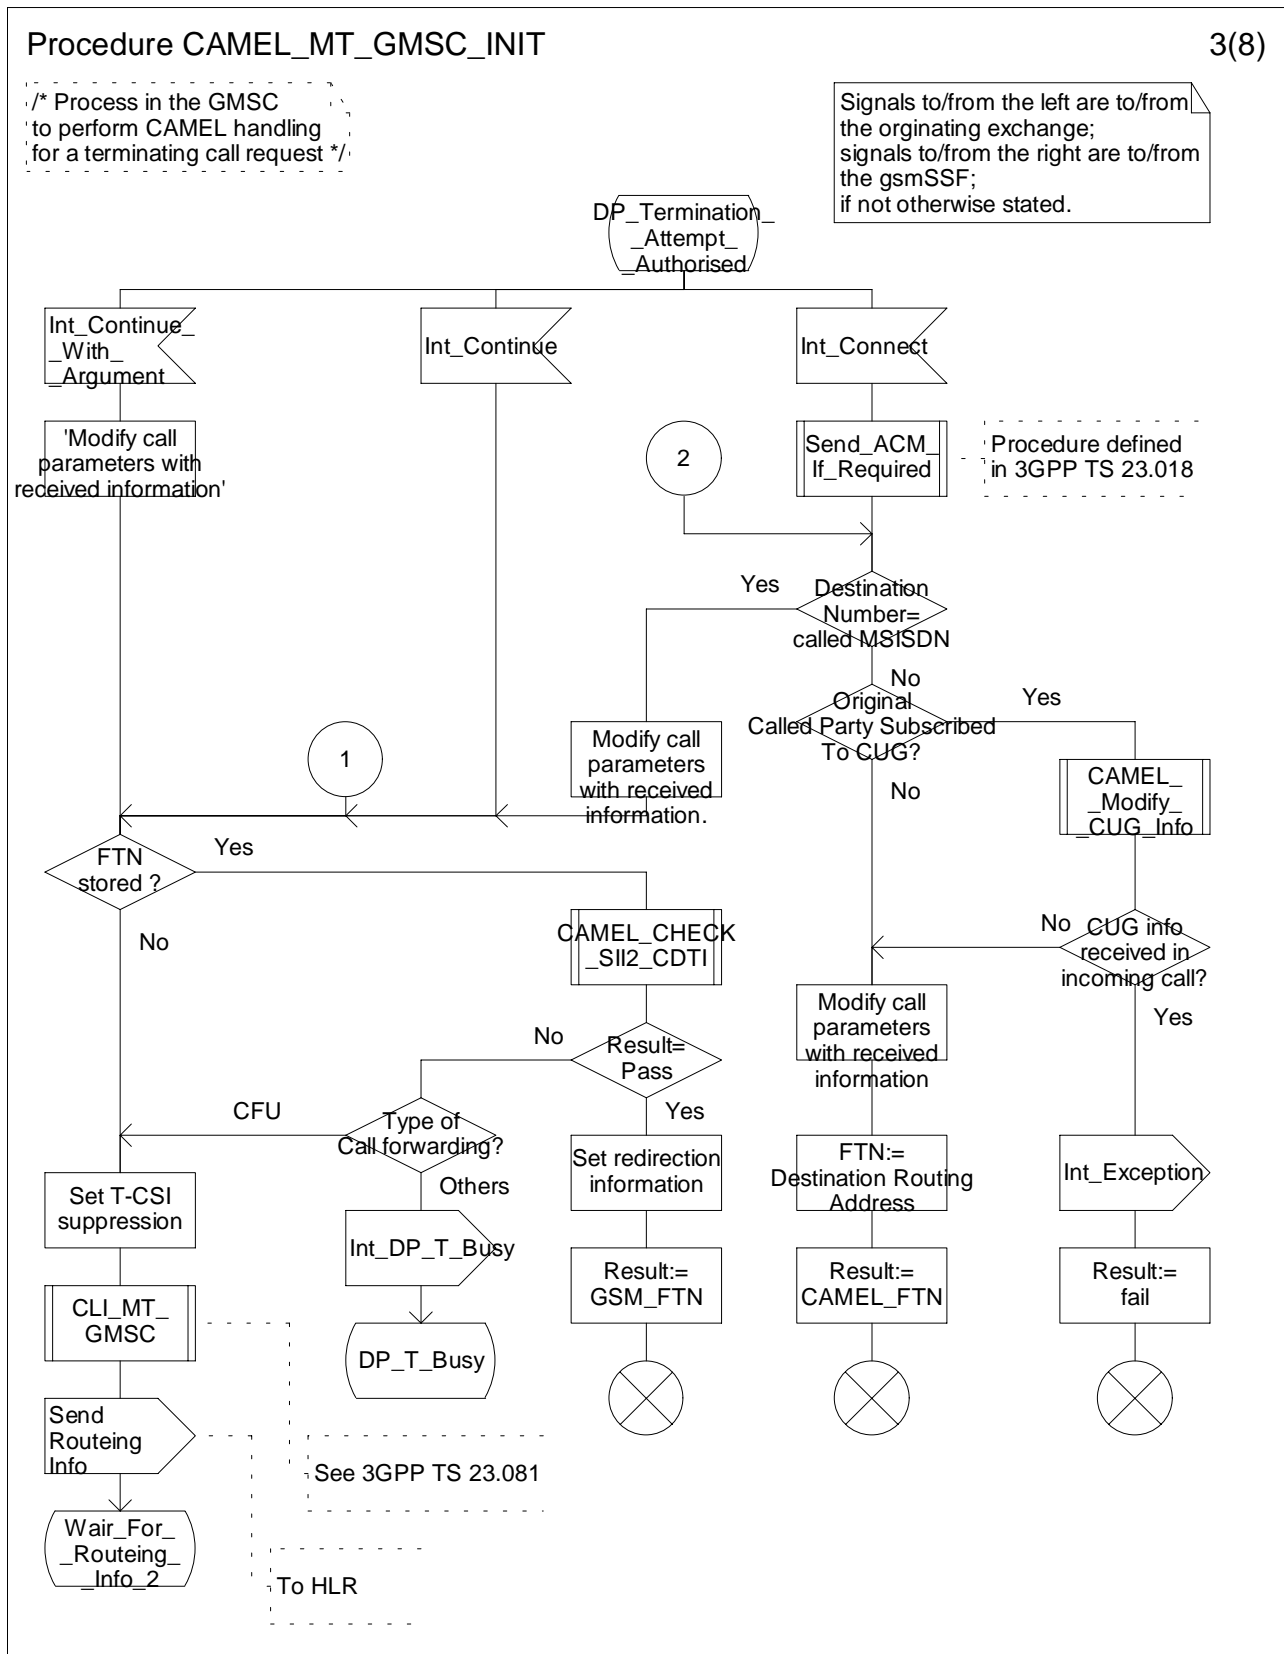 Procedure CAMEL_MT_GMSC_INIT
3(8)
/* Process in the GMSC
to perform CAMEL handling
for a terminating call request */
Signals to/from the left are to/from
the orginating exchange;
signals to/from the right are to/from
the gsmSSF;
if not otherwise stated.
DP_Termination_
_Attempt_
_Authorised
Int_Continue_
_With_
_Argument
Int_Continue
Int_Connect
'Modify call
parameters with
received information'
2
Send_ACM_
If_Required
Procedure defined
in 3GPP TS 23.018
Yes
Destination
Number=
called MSISDN
No
Original
Called Party Subscribed
To CUG?
Yes
No
1
Modify call
parameters
with received
information.
CAMEL_
_Modify_
_CUG_Info
FTN
stored ?
Yes
No
CAMEL_CHECK
_SII2_CDTI
No
CUG info
received in
incoming call?
Yes
Modify call
parameters
with received
information
No
Result=
Pass
Yes
CFU
Type of
Call forwarding?
Others
Set redirection
information
FTN:=
Destination Routing
Address
Int_Exception
Set T-CSI
suppression
Int_DP_T_Busy
Result:=
GSM_FTN
Result:=
CAMEL_FTN
Result:=
fail
CLI_MT_
GMSC
DP_T_Busy
Send
Routeing
Info
See 3GPP TS 23.081
Wair_For_
_Routeing_
_Info_2
To HLR